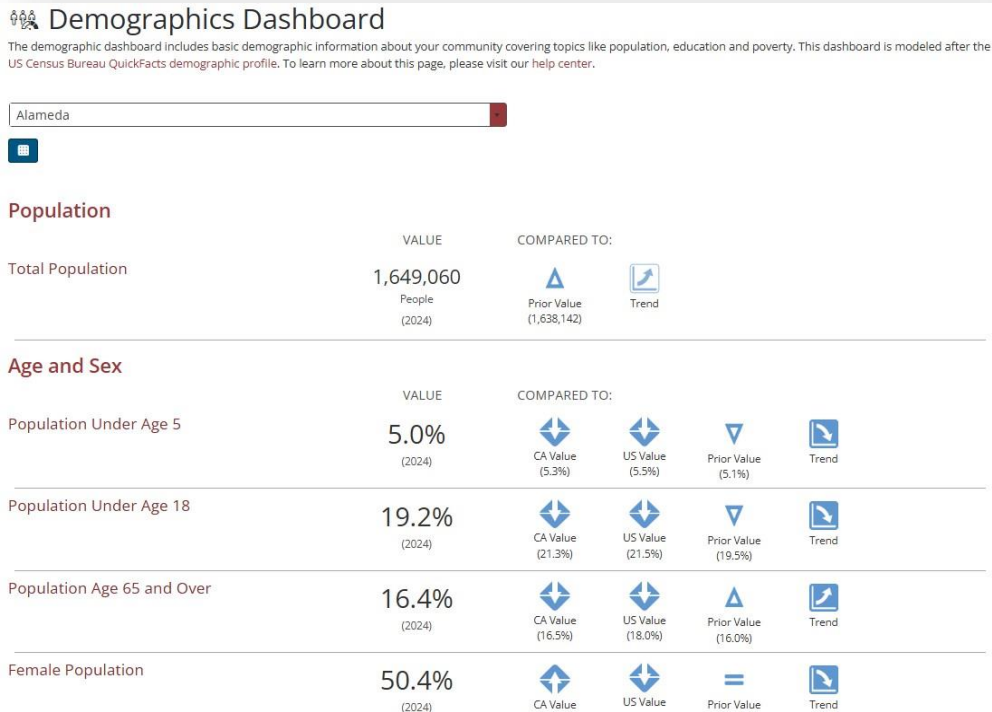 Demographics Dashboard
The demographic dashboard includes basic demographic information about your community covering topics like population, education and poverty. This dashboard is modeled after the
US Census Bureau QuickFacts demographic profile. To learn more about this page, please visit our help center.
Alameda
Population
VALUE COMPARED TO:
Total Population
1,649,060
People
(2024)
Prior Value
(1,638,142)
Trend
Age and Sex
VALUE COMPARED TO:
Population Under Age 5
5.0%
(2024)
CA Value
(5.3%)
US Value
(5.5%)
Prior Value
(5.1%)
Trend
Population Under Age 18
19.2%
(2024)
CA Value
(21.3%)
US Value
(21.5%)
Prior Value
(19.5%)
Trend
Population Age 65 and Over
16.4%
(2024)
CA Value
(16.5%)
US Value
(18.0%)
Prior Value
(16.0%)
Trend
Female Population
50.4%
(2024)
CA Value
US Value
Prior Value
Trend